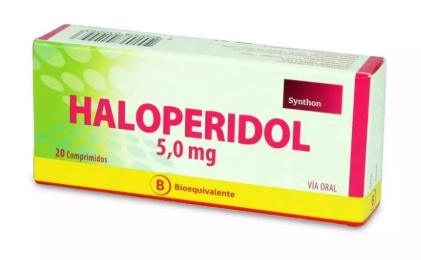 Synthon
HALOPERIDOL
5,0 mg
20 Comprimidos
B Bioequivalente
VÍA ORAL